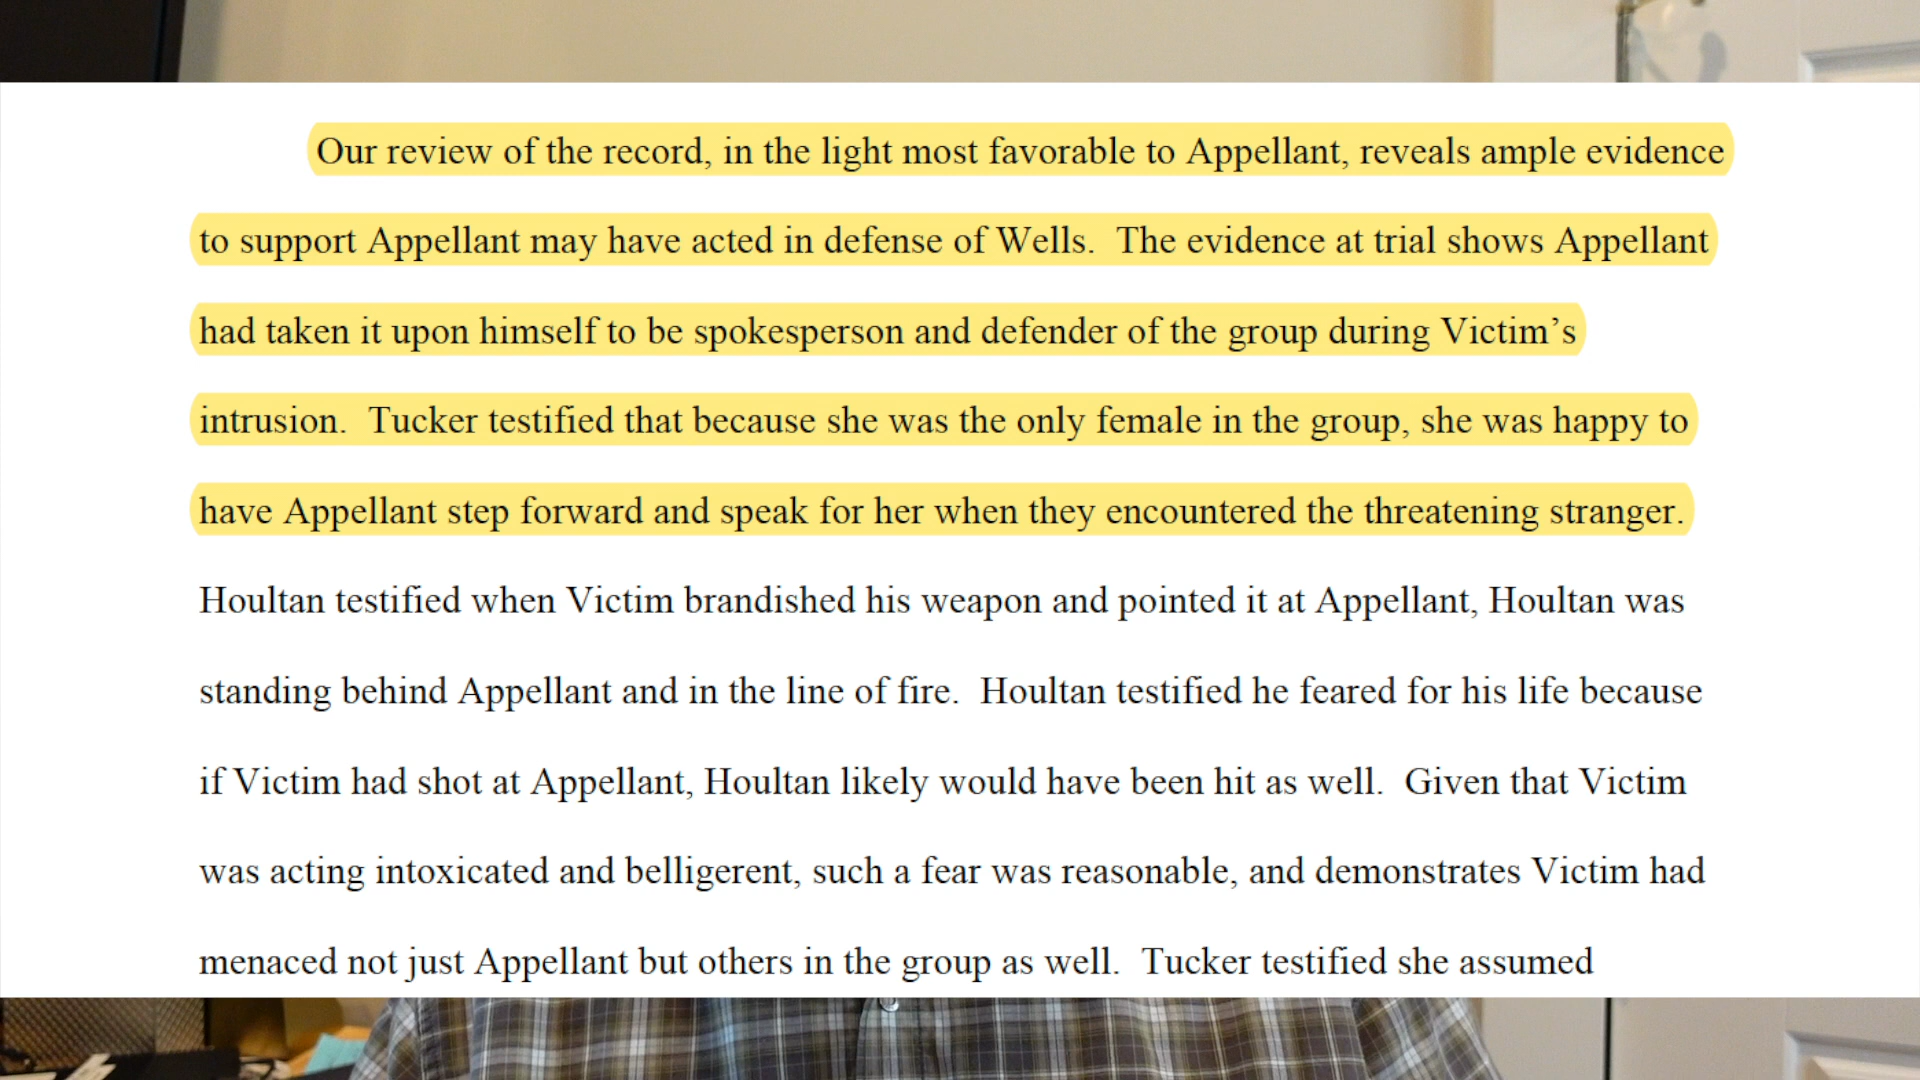 Our review of the record, in the light most favorable to Appellant, reveals ample evidence
to support Appellant may have acted in defense of Wells.  The evidence at trial shows Appellant
had taken it upon himself to be spokesperson and defender of the group during Victim’s
intrusion.  Tucker testified that because she was the only female in the group, she was happy to
have Appellant step forward and speak for her when they encountered the threatening stranger.
Houltan testified when Victim brandished his weapon and pointed it at Appellant, Houltan was
standing behind Appellant and in the line of fire.  Houltan testified he feared for his life because
if Victim had shot at Appellant, Houltan likely would have been hit as well.  Given that Victim
was acting intoxicated and belligerent, such a fear was reasonable, and demonstrates Victim had
menaced not just Appellant but others in the group as well.  Tucker testified she assumed